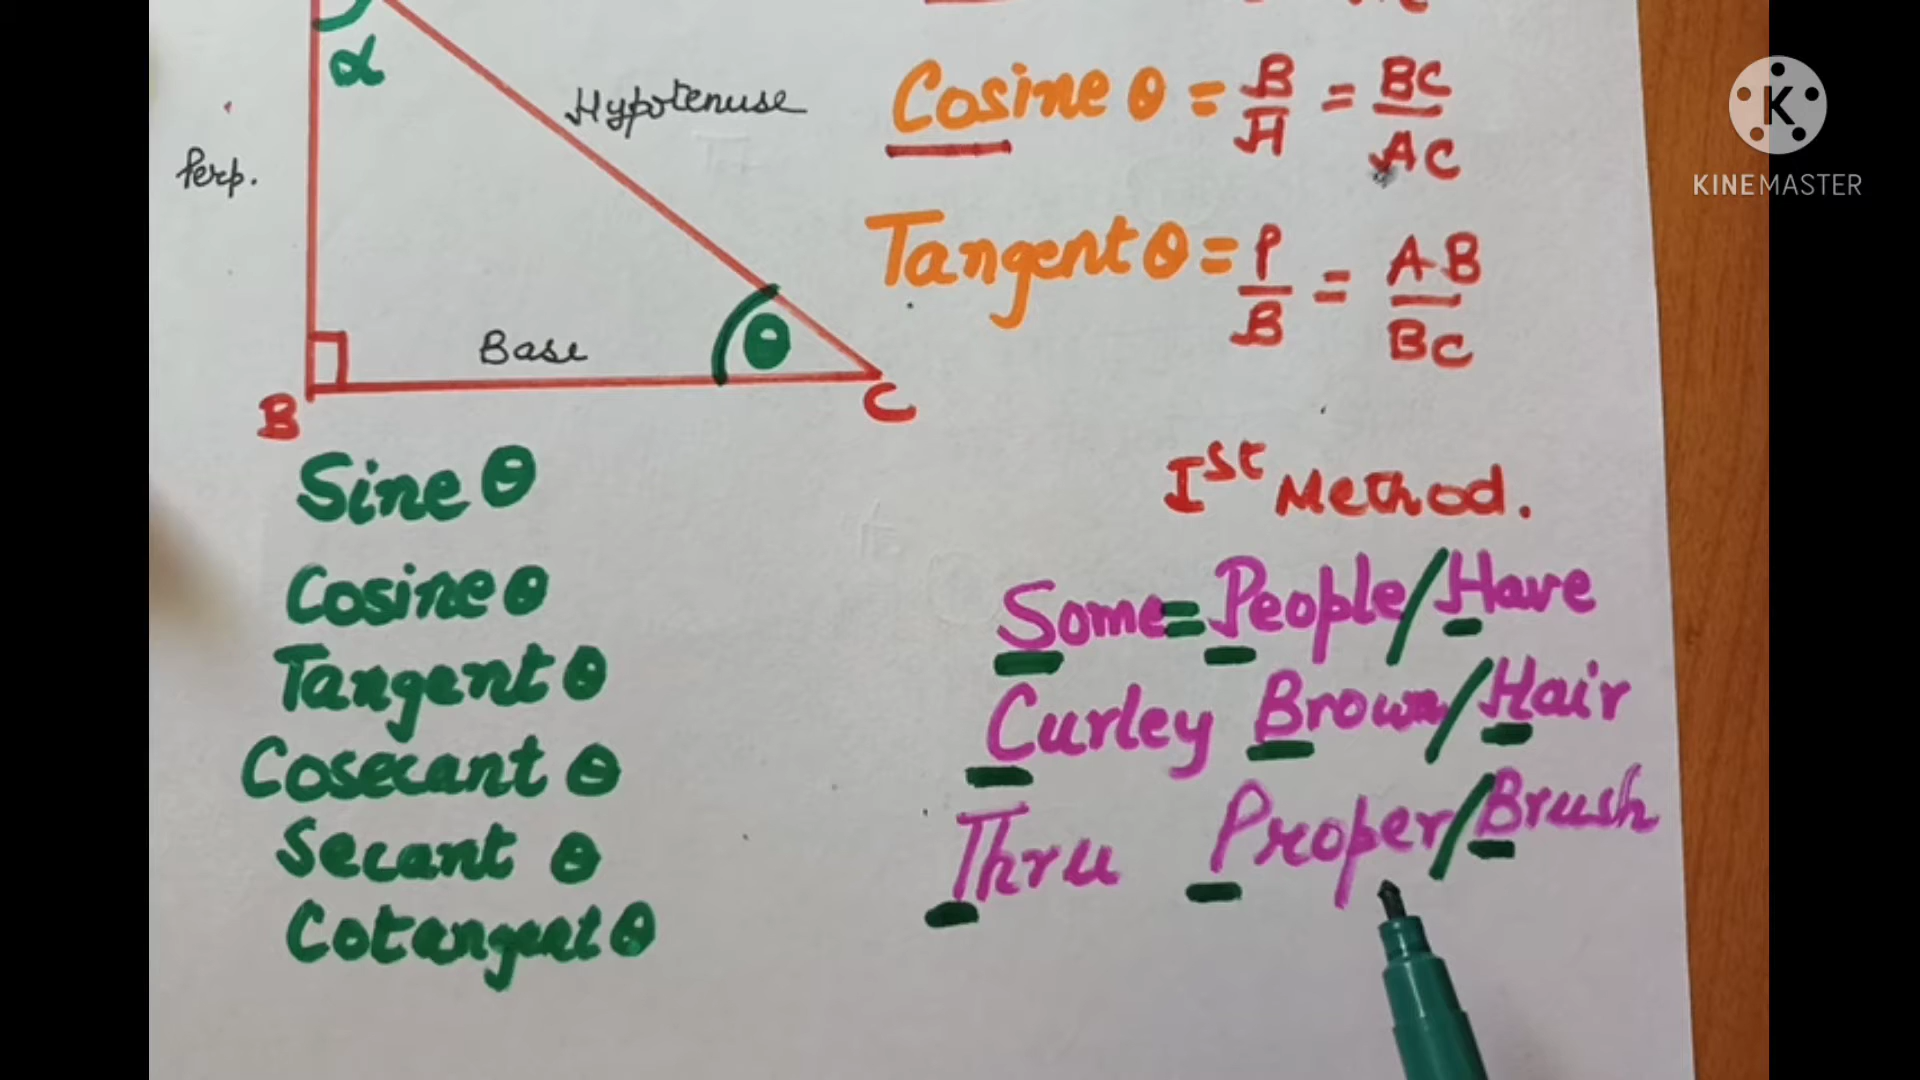 α
Hypotenuse
Perp.
Base
θ
B
C
Cosine θ = B/H = BC/AC
Tangent θ = P/B = AB/BC
Sine θ
Cosine θ
Tangent θ
Cosecant θ
Secant θ
Cotangent θ
Ist Method.
Some = People / Have
Curley Brown / Hair
Thru Proper / Brush
K
KINEMASTER